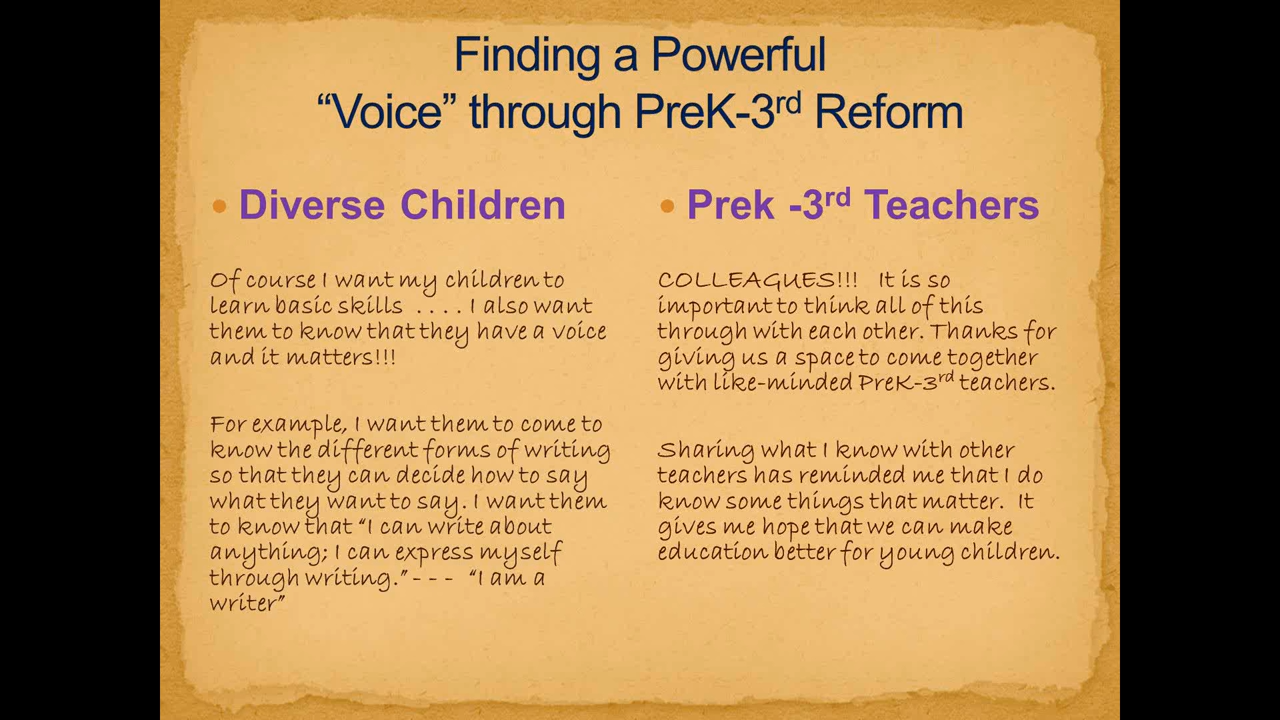 Finding a Powerful
“Voice” through PreK-3rd Reform
• Diverse Children
Of course I want my children to
learn basic skills . . . . I also want
them to know that they have a voice
and it matters!!!
For example, I want them to come to
know the different forms of writing
so that they can decide how to say
what they want to say. I want them
to know that “I can write about
anything; I can express myself
through writing.” - - - “I am a
writer”
• Prek -3rd Teachers
COLLEAGUES!!! It is so
important to think all of this
through with each other. Thanks for
giving us a space to come together
with like-minded PreK-3rd teachers.
Sharing what I know with other
teachers has reminded me that I do
know some things that matter. It
gives me hope that we can make
education better for young children.